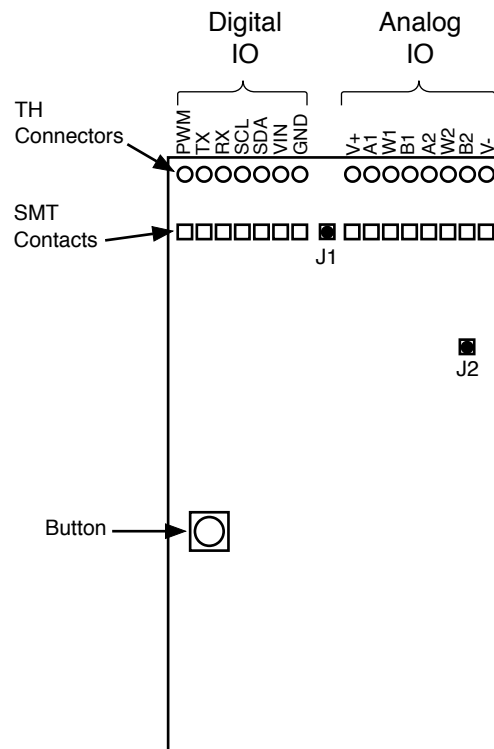 Digital
IO
Analog
IO
TH
Connectors
PWM
TX
RX
SCL
SDA
VIN
GND
V+
A1
W1
B1
A2
W2
B2
V-
SMT
Contacts
J1
J2
Button